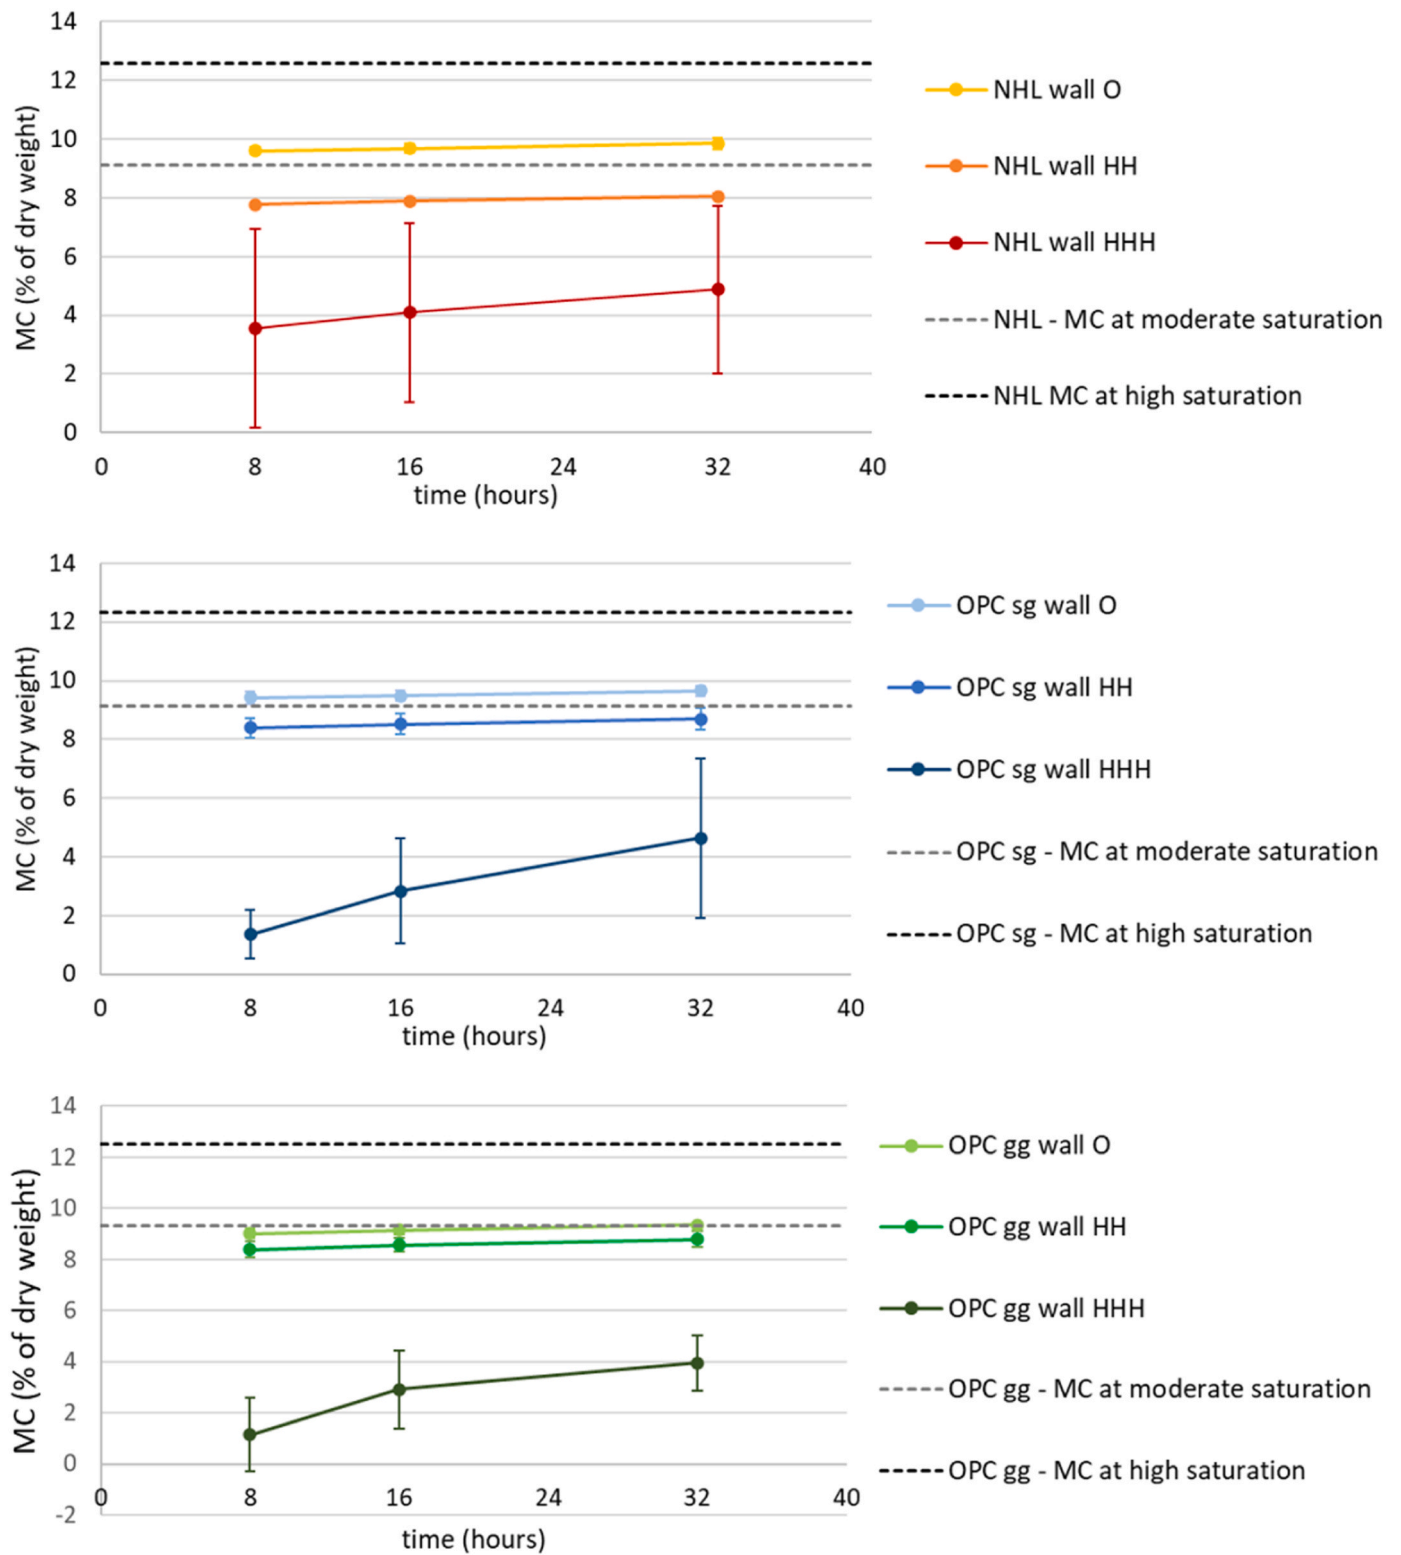 14
12
10
8
6
4
2
0
MC (% of dry weight)
0 8 16 24 32 40
time (hours)
NHL wall O
NHL wall HH
NHL wall HHH
NHL - MC at moderate saturation
NHL MC at high saturation
14
12
10
8
6
4
2
0
MC (% of dry weight)
0 8 16 24 32 40
time (hours)
OPC sg wall O
OPC sg wall HH
OPC sg wall HHH
OPC sg - MC at moderate saturation
OPC sg - MC at high saturation
14
12
10
8
6
4
2
0
-2
MC (% of dry weight)
0 8 16 24 32 40
time (hours)
OPC gg wall O
OPC gg wall HH
OPC gg wall HHH
OPC gg - MC at moderate saturation
OPC gg - MC at high saturation